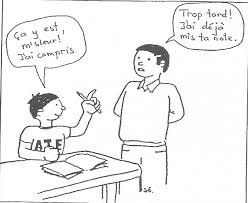 Ça y est
m'sieur!
J'ai compris
Trop tard!
J'ai déjà
mis ta note.